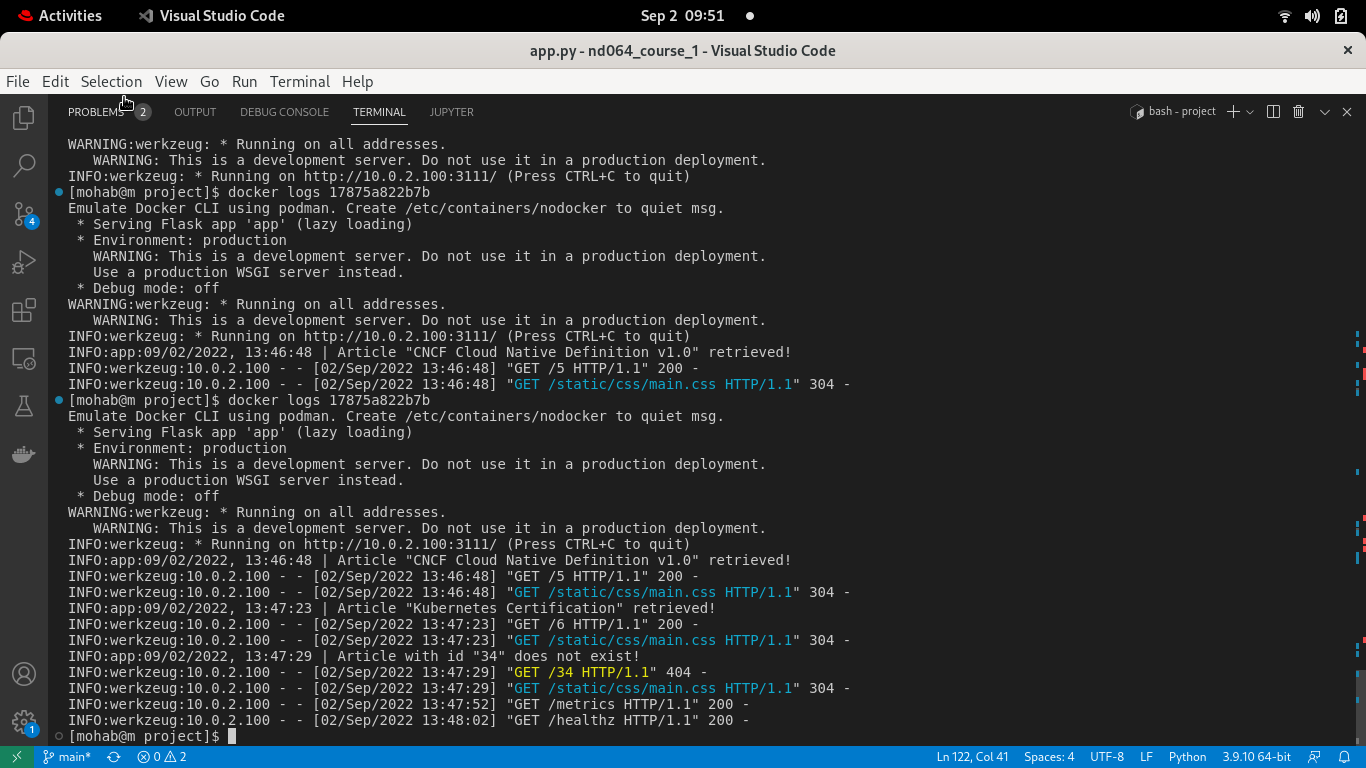 Activities Visual Studio Code Sep 2 09:51
app.py - nd064_course_1 - Visual Studio Code
File Edit Selection View Go Run Terminal Help
PROBLEMS 2 OUTPUT DEBUG CONSOLE TERMINAL JUPYTER bash - project
WARNING:werkzeug: * Running on all addresses.
   WARNING: This is a development server. Do not use it in a production deployment.
INFO:werkzeug: * Running on http://10.0.2.100:3111/ (Press CTRL+C to quit)
[mohab@m project]$ docker logs 17875a822b7b
Emulate Docker CLI using podman. Create /etc/containers/nodocker to quiet msg.
 * Serving Flask app 'app' (lazy loading)
 * Environment: production
   WARNING: This is a development server. Do not use it in a production deployment.
   Use a production WSGI server instead.
 * Debug mode: off
WARNING:werkzeug: * Running on all addresses.
   WARNING: This is a development server. Do not use it in a production deployment.
INFO:werkzeug: * Running on http://10.0.2.100:3111/ (Press CTRL+C to quit)
INFO:app:09/02/2022, 13:46:48 | Article "CNCF Cloud Native Definition v1.0" retrieved!
INFO:werkzeug:10.0.2.100 - - [02/Sep/2022 13:46:48] "GET /5 HTTP/1.1" 200 -
INFO:werkzeug:10.0.2.100 - - [02/Sep/2022 13:46:48] "GET /static/css/main.css HTTP/1.1" 304 -
[mohab@m project]$ docker logs 17875a822b7b
Emulate Docker CLI using podman. Create /etc/containers/nodocker to quiet msg.
 * Serving Flask app 'app' (lazy loading)
 * Environment: production
   WARNING: This is a development server. Do not use it in a production deployment.
   Use a production WSGI server instead.
 * Debug mode: off
WARNING:werkzeug: * Running on all addresses.
   WARNING: This is a development server. Do not use it in a production deployment.
INFO:werkzeug: * Running on http://10.0.2.100:3111/ (Press CTRL+C to quit)
INFO:app:09/02/2022, 13:46:48 | Article "CNCF Cloud Native Definition v1.0" retrieved!
INFO:werkzeug:10.0.2.100 - - [02/Sep/2022 13:46:48] "GET /5 HTTP/1.1" 200 -
INFO:werkzeug:10.0.2.100 - - [02/Sep/2022 13:46:48] "GET /static/css/main.css HTTP/1.1" 304 -
INFO:app:09/02/2022, 13:47:23 | Article "Kubernetes Certification" retrieved!
INFO:werkzeug:10.0.2.100 - - [02/Sep/2022 13:47:23] "GET /6 HTTP/1.1" 200 -
INFO:werkzeug:10.0.2.100 - - [02/Sep/2022 13:47:23] "GET /static/css/main.css HTTP/1.1" 304 -
INFO:app:09/02/2022, 13:47:29 | Article with id "34" does not exist!
INFO:werkzeug:10.0.2.100 - - [02/Sep/2022 13:47:29] "GET /34 HTTP/1.1" 404 -
INFO:werkzeug:10.0.2.100 - - [02/Sep/2022 13:47:29] "GET /static/css/main.css HTTP/1.1" 304 -
INFO:werkzeug:10.0.2.100 - - [02/Sep/2022 13:47:52] "GET /metrics HTTP/1.1" 200 -
INFO:werkzeug:10.0.2.100 - - [02/Sep/2022 13:48:02] "GET /healthz HTTP/1.1" 200 -
[mohab@m project]$
4
1
main* 0 2 Ln 122, Col 41 Spaces: 4 UTF-8 LF Python 3.9.10 64-bit